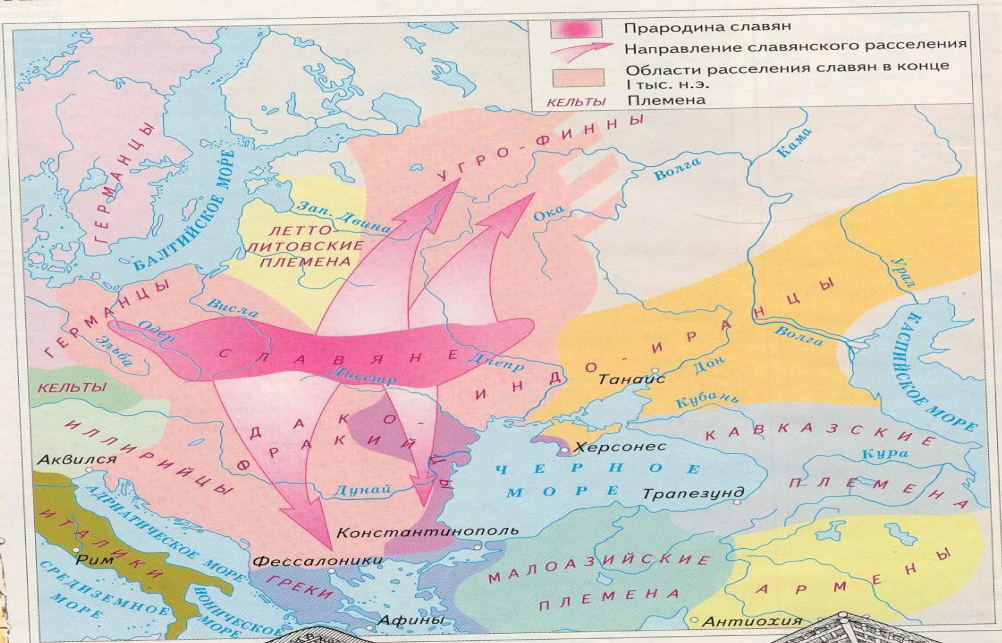 Прародина славян
Направление славянского расселения
Области расселения славян в конце
I тыс. н.э.
КЕЛЬТЫ Племена
УГРО-ФИННЫ
ГЕРМАНЦЫ
БАЛТИЙСКОЕ МОРЕ
Кама
Волга
Ока
Зап. Двина
ЛЕТТО-
ЛИТОВСКИЕ
ПЛЕМЕНА
ГЕРМАНЦЫ
Висла
Одер
Эльба
СЛАВЯНЕ
Днепр
Днестр
ИНДО-ИРАНЦЫ
Урал
Волга
КАСПИЙСКОЕ МОРЕ
Танаис
Дон
Кубань
КЕЛЬТЫ
ИЛЛИРИЙЦЫ
ДАКО-
ФРАКИЙЦЫ
Дунай
Аквился
АДРИАТИЧЕСКОЕ МОРЕ
Херсонес
ЧЕРНОЕ
МОРЕ
КАВКАЗСКИЕ
ПЛЕМЕНА
Кура
Трапезунд
Константинополь
Фессалоники
ИТАЛИКИ
Рим
СРЕДИЗЕМНОЕ
МОРЕ
ИОНИЧЕСКОЕ
МОРЕ
ГРЕКИ
Афины
МАЛОАЗИЙСКИЕ
ПЛЕМЕНА
АРМЕНЫ
Антиохия